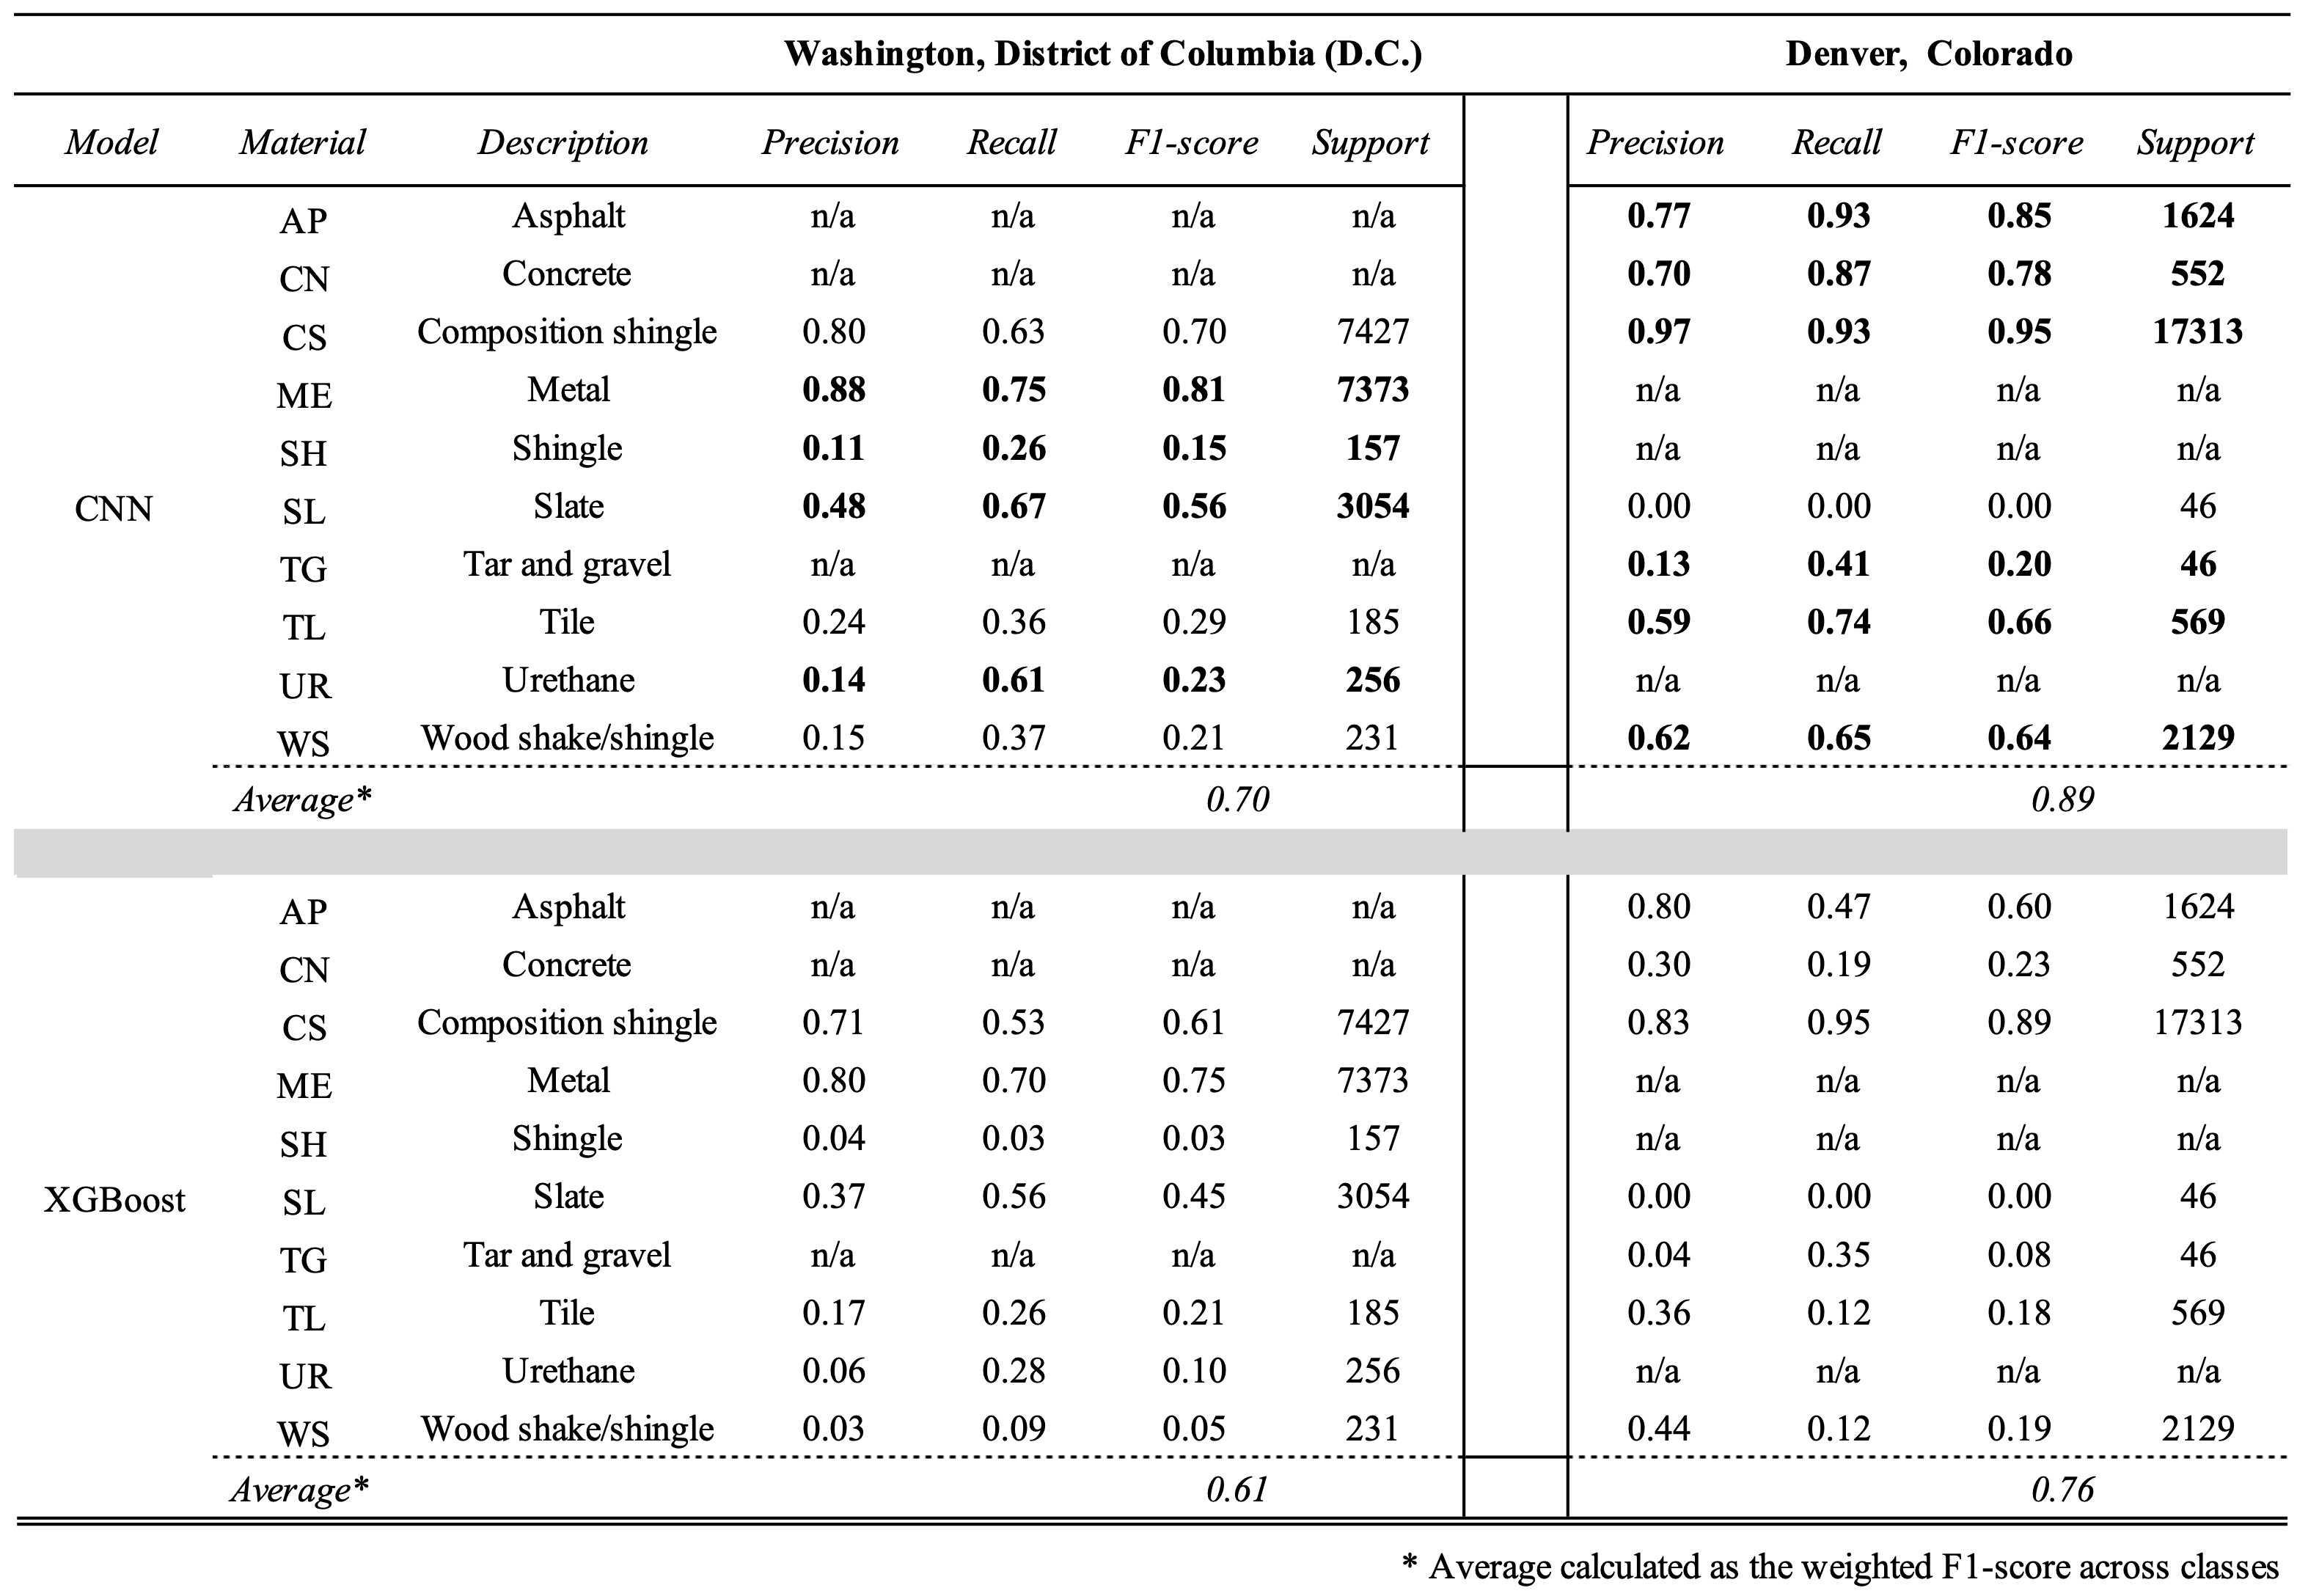 Washington, District of Columbia (D.C.) Denver, Colorado
Model Material Description Precision Recall F1-score Support Precision Recall F1-score Support
AP Asphalt n/a n/a n/a n/a 0.77 0.93 0.85 1624
CN Concrete n/a n/a n/a n/a 0.70 0.87 0.78 552
CS Composition shingle 0.80 0.63 0.70 7427 0.97 0.93 0.95 17313
ME Metal 0.88 0.75 0.81 7373 n/a n/a n/a n/a
SH Shingle 0.11 0.26 0.15 157 n/a n/a n/a n/a
CNN SL Slate 0.48 0.67 0.56 3054 0.00 0.00 0.00 46
TG Tar and gravel n/a n/a n/a n/a 0.13 0.41 0.20 46
TL Tile 0.24 0.36 0.29 185 0.59 0.74 0.66 569
UR Urethane 0.14 0.61 0.23 256 n/a n/a n/a n/a
WS Wood shake/shingle 0.15 0.37 0.21 231 0.62 0.65 0.64 2129
Average* 0.70 0.89
AP Asphalt n/a n/a n/a n/a 0.80 0.47 0.60 1624
CN Concrete n/a n/a n/a n/a 0.30 0.19 0.23 552
CS Composition shingle 0.71 0.53 0.61 7427 0.83 0.95 0.89 17313
ME Metal 0.80 0.70 0.75 7373 n/a n/a n/a n/a
SH Shingle 0.04 0.03 0.03 157 n/a n/a n/a n/a
XGBoost SL Slate 0.37 0.56 0.45 3054 0.00 0.00 0.00 46
TG Tar and gravel n/a n/a n/a n/a 0.04 0.35 0.08 46
TL Tile 0.17 0.26 0.21 185 0.36 0.12 0.18 569
UR Urethane 0.06 0.28 0.10 256 n/a n/a n/a n/a
WS Wood shake/shingle 0.03 0.09 0.05 231 0.44 0.12 0.19 2129
Average* 0.61 0.76
* Average calculated as the weighted F1-score across classes